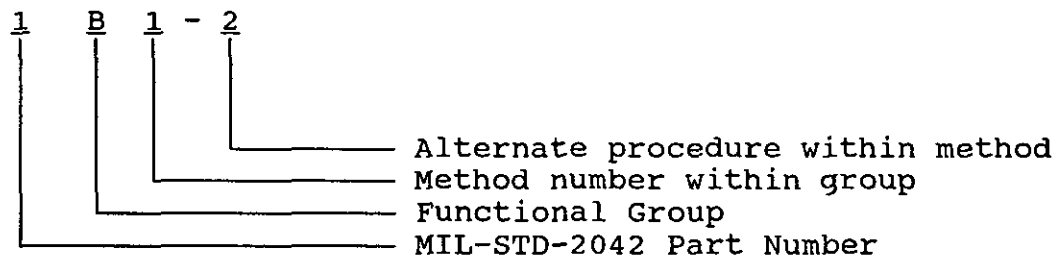 1 B 1 - 2
Alternate procedure within method
Method number within group
Functional Group
MIL-STD-2042 Part Number